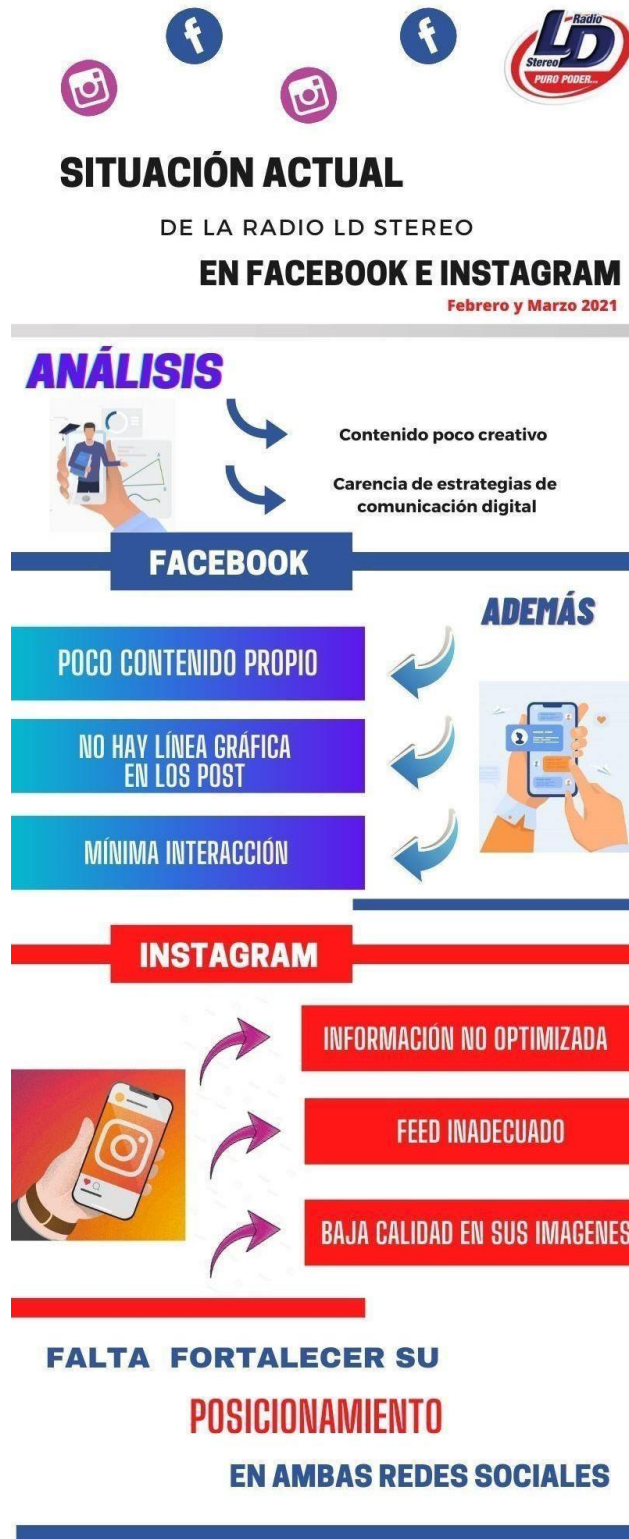 Radio
LD
Stereo
PURO PODER...
SITUACIÓN ACTUAL
DE LA RADIO LD STEREO
EN FACEBOOK E INSTAGRAM
Febrero y Marzo 2021
ANÁLISIS
Contenido poco creativo
Carencia de estrategias de
comunicación digital
FACEBOOK
ADEMÁS
POCO CONTENIDO PROPIO
NO HAY LÍNEA GRÁFICA
EN LOS POST
MÍNIMA INTERACCIÓN
INSTAGRAM
INFORMACIÓN NO OPTIMIZADA
FEED INADECUADO
BAJA CALIDAD EN SUS IMAGENES
FALTA FORTALECER SU
POSICIONAMIENTO
EN AMBAS REDES SOCIALES